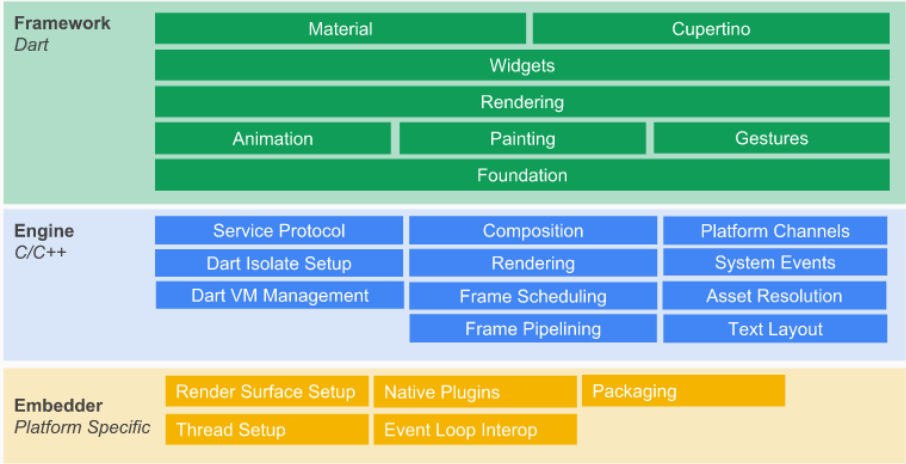 Framework
Dart
Material Cupertino
Widgets
Rendering
Animation Painting Gestures
Foundation
Engine
C/C++
Service Protocol Composition Platform Channels
Dart Isolate Setup Rendering System Events
Dart VM Management Frame Scheduling Asset Resolution
Frame Pipelining Text Layout
Embedder
Platform Specific
Render Surface Setup Native Plugins Packaging
Thread Setup Event Loop Interop